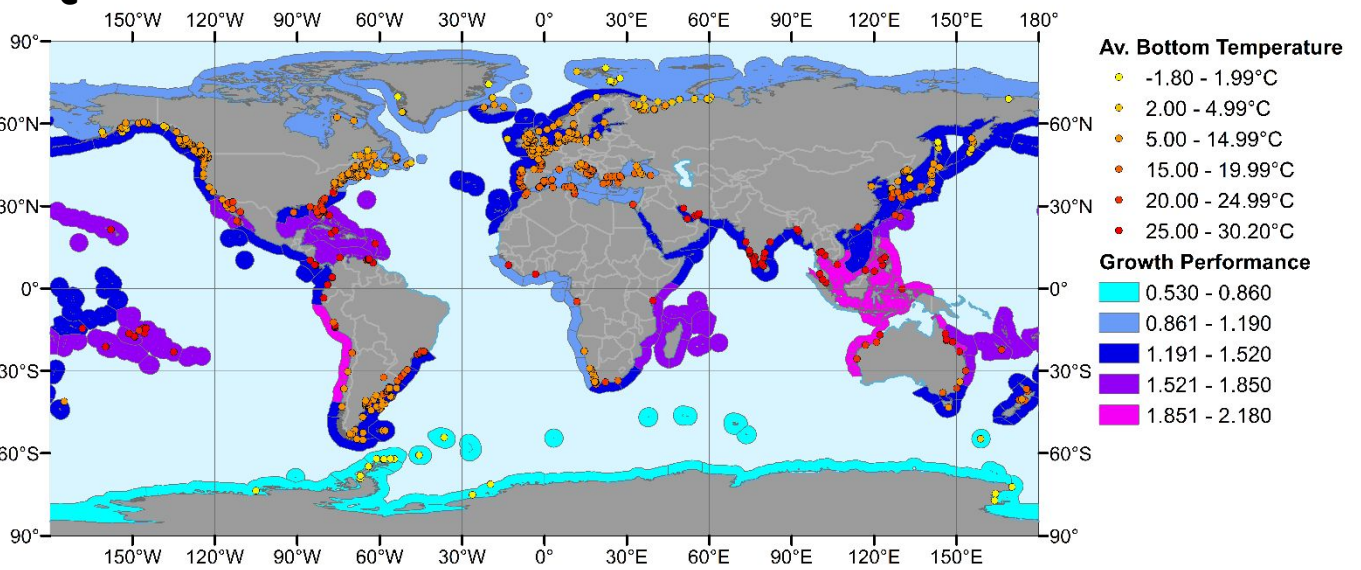 150°W 120°W 90°W 60°W 30°W 0° 30°E 60°E 90°E 120°E 150°E 180°
90°
60°
30°N
0°
30°S
60°S
90°
60°N
30°N
0°
30°S
60°S
90°
150°W 120°W 90°W 60°W 30°W 0° 30°E 60°E 90°E 120°E 150°E
Av. Bottom Temperature
-1.80 - 1.99°C
2.00 - 4.99°C
5.00 - 14.99°C
15.00 - 19.99°C
20.00 - 24.99°C
25.00 - 30.20°C
Growth Performance
0.530 - 0.860
0.861 - 1.190
1.191 - 1.520
1.521 - 1.850
1.851 - 2.180